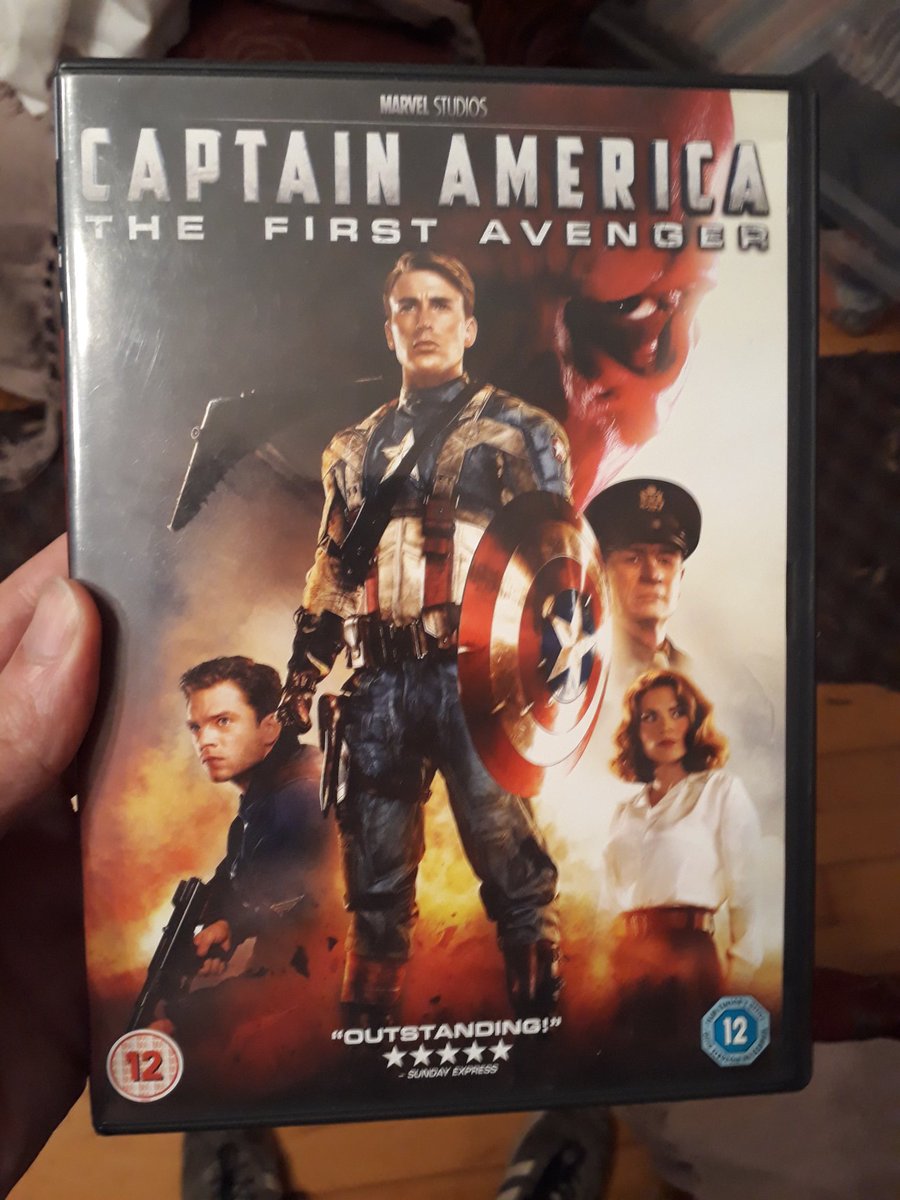 MARVEL STUDIOS
CAPTAIN AMERICA
THE FIRST AVENGER
"OUTSTANDING!"
- SUNDAY EXPRESS
12
12